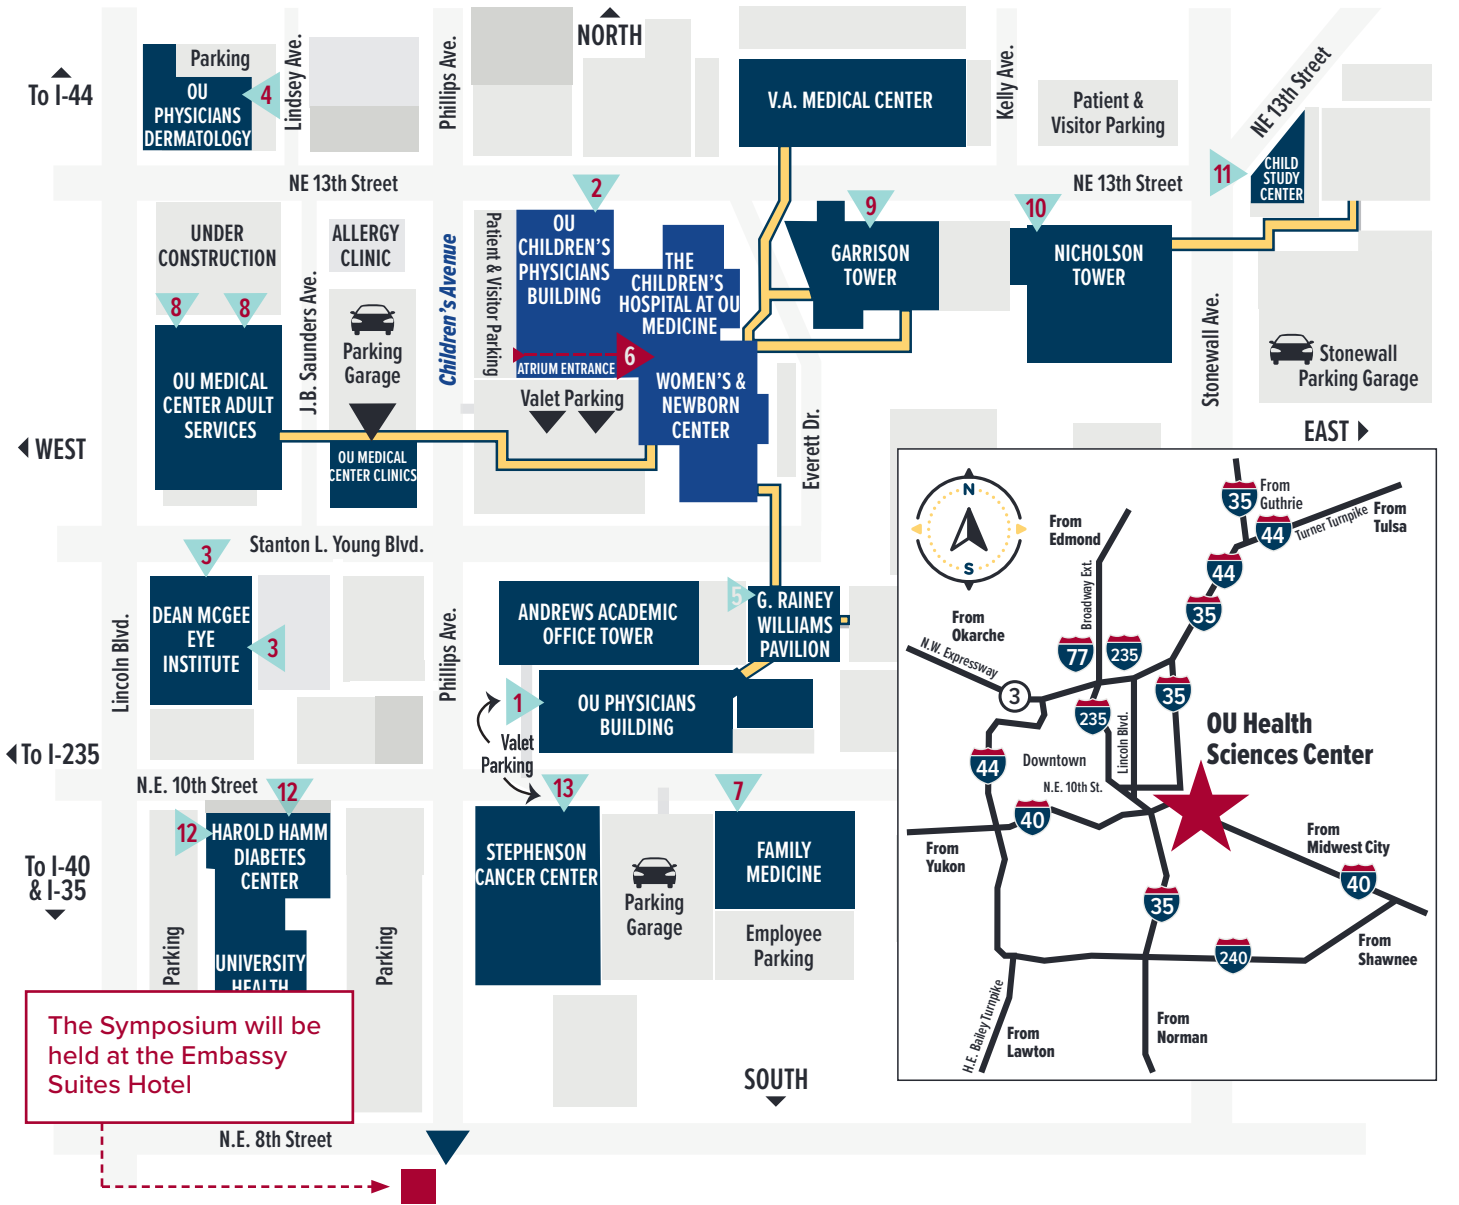 NORTH
To I-44
Parking
OU
PHYSICIANS
DERMATOLOGY
4
Lindsey Ave.
Phillips Ave.
V.A. MEDICAL CENTER
Kelly Ave.
Patient &
Visitor Parking
NE 13th Street
11
CHILD
STUDY
CENTER
NE 13th Street
NE 13th Street
2
9
10
UNDER
CONSTRUCTION
ALLERGY
CLINIC
Children's Avenue
Patient & Visitor Parking
OU
CHILDREN'S
PHYSICIANS
BUILDING
THE
CHILDREN'S
HOSPITAL AT OU
MEDICINE
GARRISON
TOWER
NICHOLSON
TOWER
8
8
J.B. Saunders Ave.
Parking
Garage
6
ATRIUM ENTRANCE
Stonewall Ave.
Stonewall
Parking Garage
OU MEDICAL
CENTER ADULT
SERVICES
Valet Parking
WOMEN'S &
NEWBORN
CENTER
Everett Dr.
WEST
EAST
OU MEDICAL
CENTER CLINICS
Stanton L. Young Blvd.
3
DEAN MCGEE
EYE
INSTITUTE
3
Lincoln Blvd.
Phillips Ave.
ANDREWS ACADEMIC
OFFICE TOWER
5
G. RAINEY
WILLIAMS
PAVILION
1
OU PHYSICIANS
BUILDING
Valet
Parking
To I-235
N.E. 10th Street
12
13
7
12
HAROLD HAMM
DIABETES
CENTER
STEPHENSON
CANCER CENTER
Parking
Garage
FAMILY
MEDICINE
Employee
Parking
To I-40
& I-35
Parking
Parking
UNIVERSITY
HEALTH
The Symposium will be
held at the Embassy
Suites Hotel
SOUTH
N.E. 8th Street
N
S
From
Edmond
35
From
Guthrie
44
Turner Turnpike
From
Tulsa
44
35
Broadway Ext.
From
Okarche
N.W. Expressway
77
235
3
35
235
Lincoln Blvd.
OU Health
Sciences Center
44
Downtown
N.E. 10th St.
40
From
Yukon
From
Midwest City
40
35
From
Shawnee
240
H.E. Bailey Turnpike
From
Lawton
From
Norman